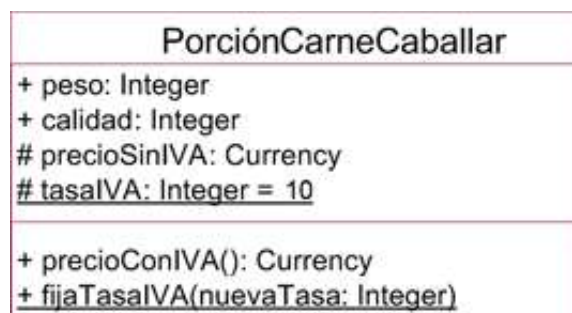 PorciónCarneCaballar
+ peso: Integer
+ calidad: Integer
# precioSinIVA: Currency
# tasaIVA: Integer = 10
+ precioConIVA(): Currency
+ fijaTasaIVA(nuevaTasa: Integer)